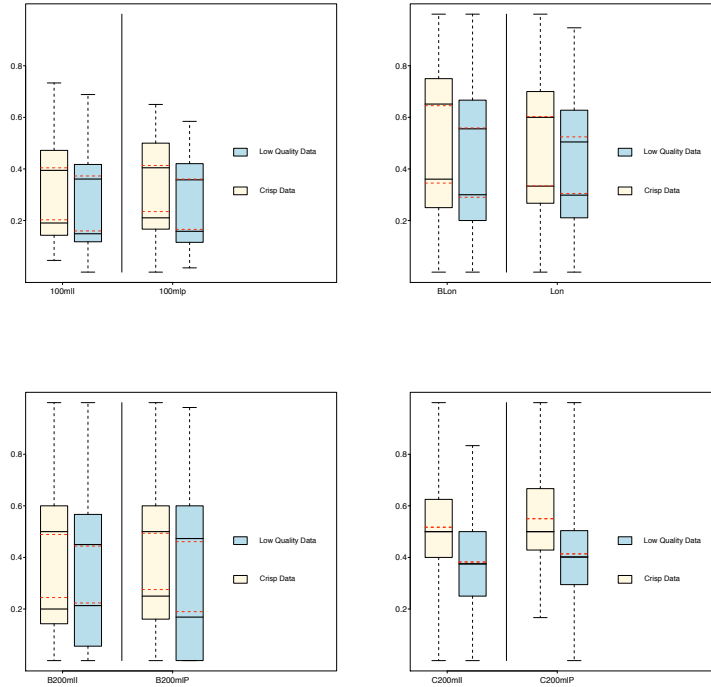 0.8
0.6
0.4
0.2
Low Quality Data
Crisp Data
100mlI
100mlp
0.8
0.6
0.4
0.2
Low Quality Data
Crisp Data
BLon
Lon
0.8
0.6
0.4
0.2
Low Quality Data
Crisp Data
B200mlI
B200mlP
0.8
0.6
0.4
0.2
Low Quality Data
Crisp Data
C200mlI
C200mlP